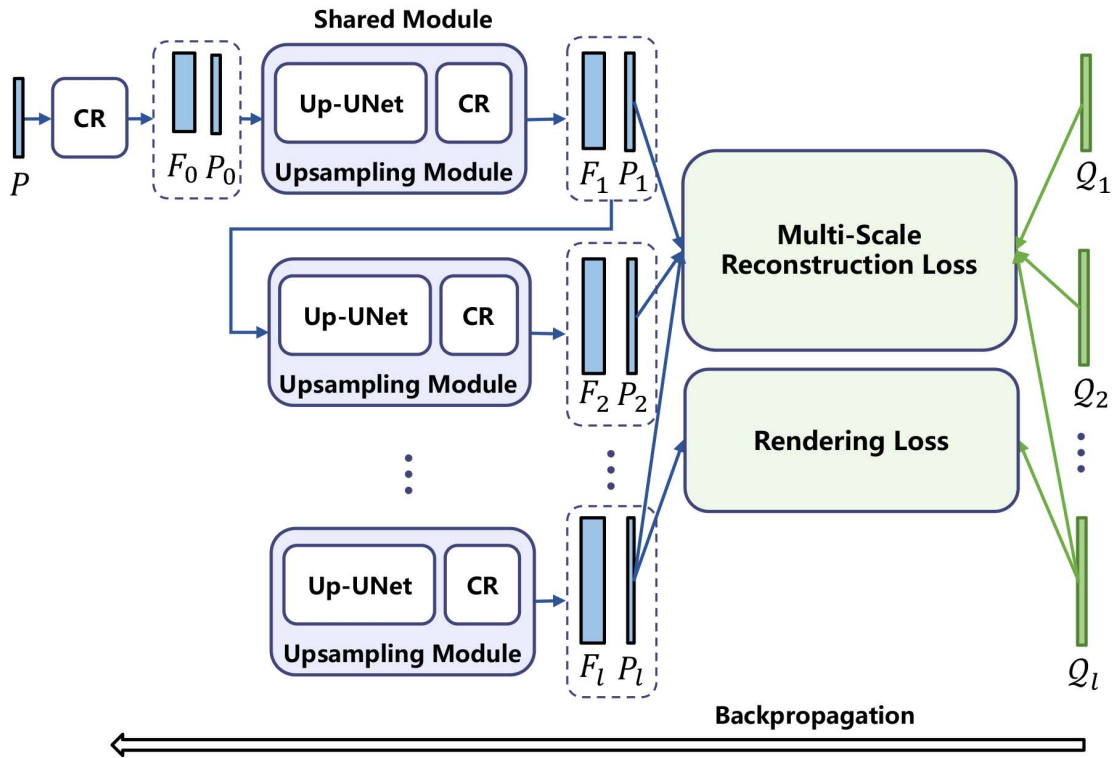 Shared Module
P
CR
F₀ P₀
Up-UNet CR
Upsampling Module
F₁ P₁
Q₁
Multi-Scale
Reconstruction Loss
Up-UNet CR
Upsampling Module
F₂ P₂
Q₂
Rendering Loss
Up-UNet CR
Upsampling Module
Fₗ Pₗ
Qₗ
Backpropagation